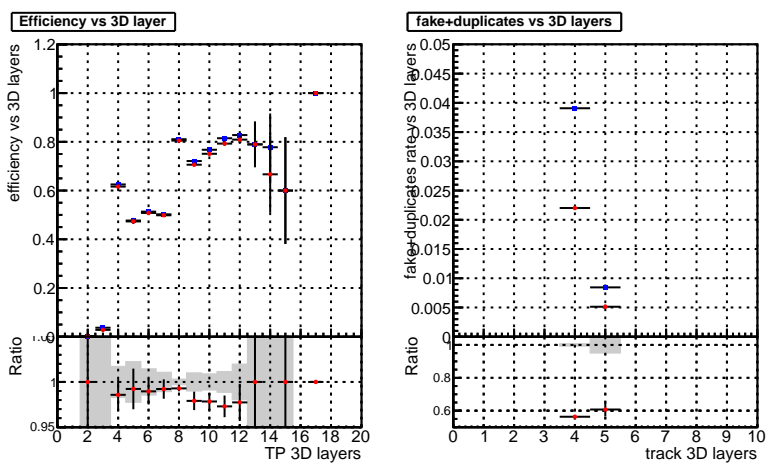 Efficiency vs 3D layer
efficiency vs 3D layers
1.2
1
0.8
0.6
0.4
0.2
0
Ratio
1
0.95
0 2 4 6 8 10 12 14 16 18 20
TP 3D layers
fake+duplicates vs 3D layers
fake+duplicates rate vs 3D layers
0.05
0.045
0.04
0.035
0.03
0.025
0.02
0.015
0.01
0.005
0
Ratio
1
0.8
0.6
0 1 2 3 4 5 6 7 8 9 10
track 3D layers